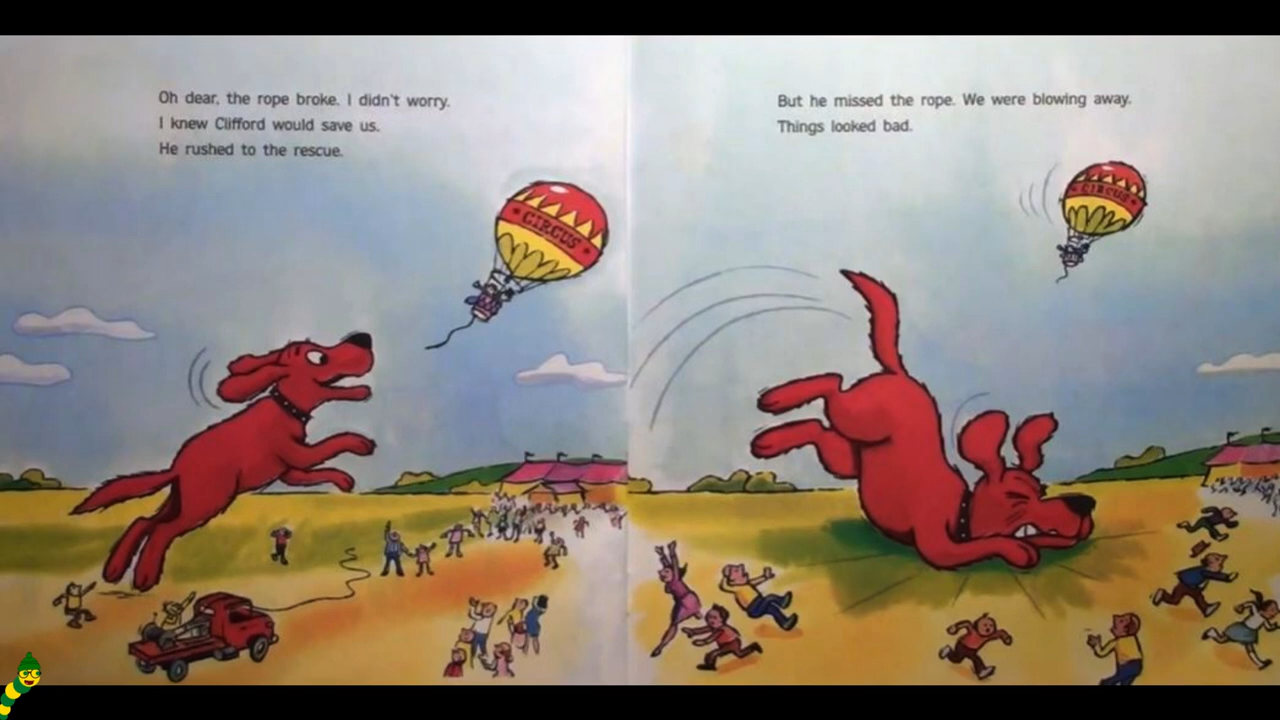 Oh dear, the rope broke. I didn't worry.
I knew Clifford would save us.
He rushed to the rescue.
CIRCUS
But he missed the rope. We were blowing away.
Things looked bad.
CIRCUS